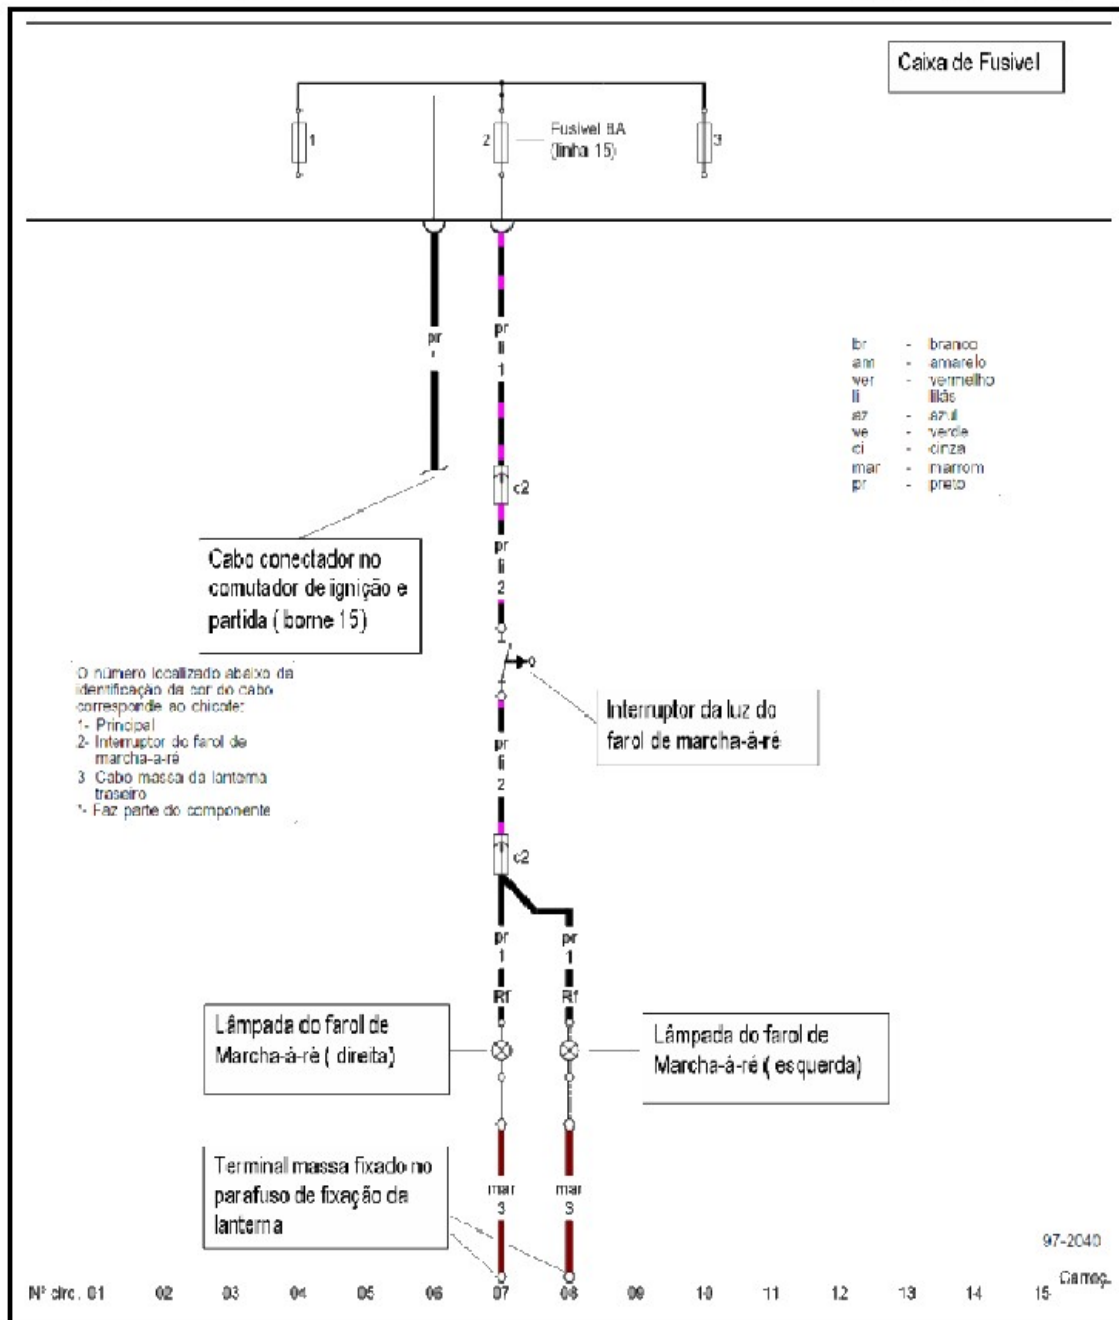 Caixa de Fusivel
1
2
3
Fusivel 8A
(linha 15)
pr
pr
li
1
br - branco
am - amarelo
ver - vermelho
li lilás
az - azul
ve - verde
ci - cinza
mar - marrom
pr - preto
c2
Cabo conectador no
comutador de ignição e
partida ( borne 15)
pr
li
2
O número localizado abaixo da
identificação da cor do cabo
corresponde ao chicote:
1- Principal
2- Interruptor do farol de
marcha-a-ré
3 Cabo massa da lanterna
traseiro
*- Faz parte do componente
Interruptor da luz do
farol de marcha-à-ré
pr
li
2
c2
pr
1
pr
1
Rf
Rf
Lâmpada do farol de
Marcha-à-ré ( direita)
Lâmpada do farol de
Marcha-à-ré ( esquerda)
Terminal massa fixado no
parafuso de fixação da
lanterna
mar
3
mar
3
97-2040
Nº circ. 01 02 03 04 05 06 07 08 09 10 11 12 13 14 15